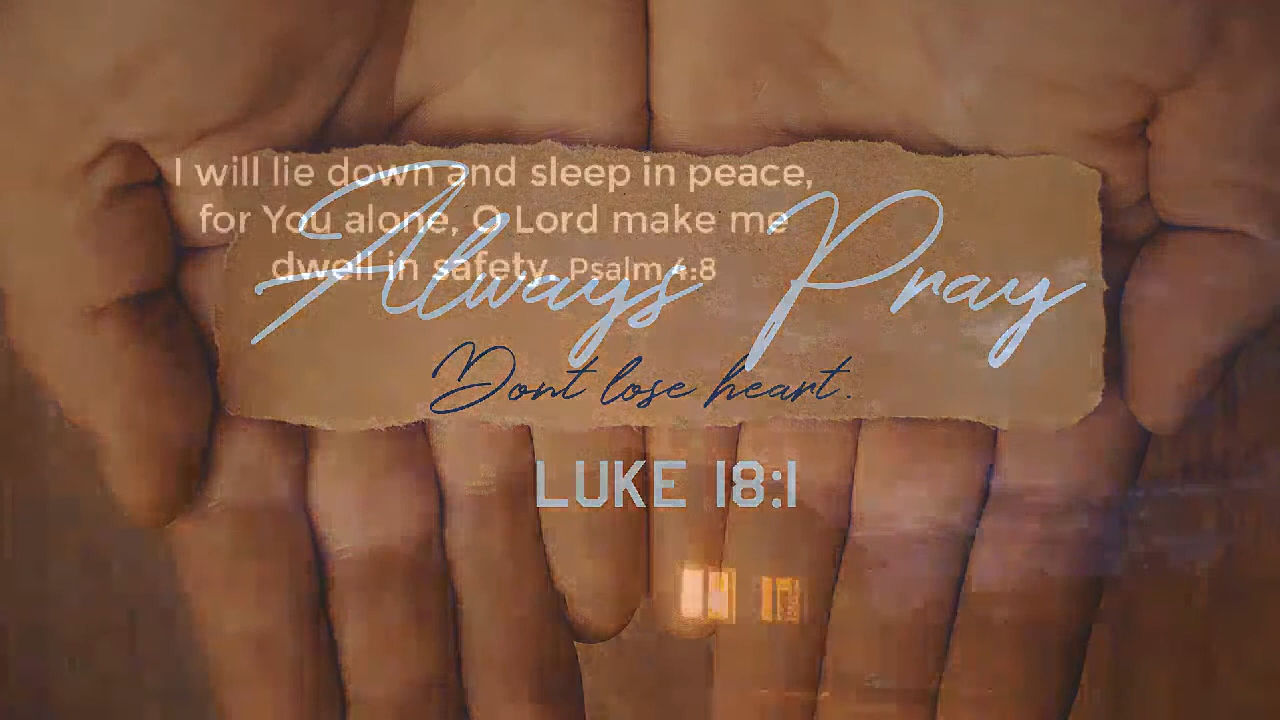 I will lie down and sleep in peace,
for You alone, O Lord make me
dwell in safety. Psalm 4:8
Always Pray
Dont lose heart.
LUKE 18:1